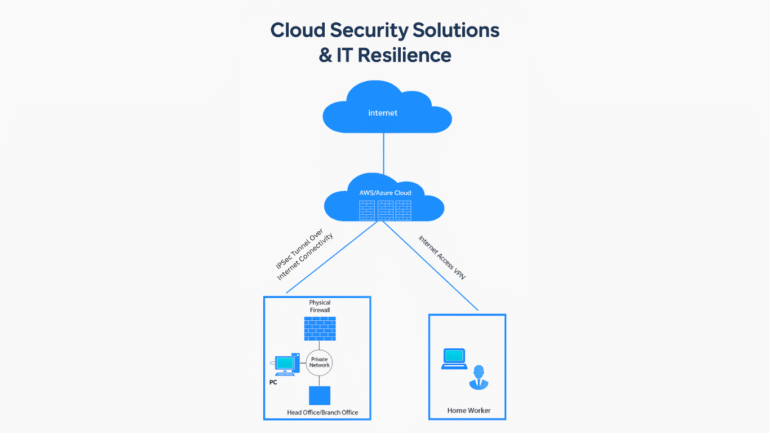 Cloud Security Solutions
& IT Resilience
Internet
AWS/Azure Cloud
IPSec Tunnel Over
Internet Connectivity
Internet Access VPN
Physical
Firewall
Private
Network
PC
Head Office/Branch Office
Home Worker